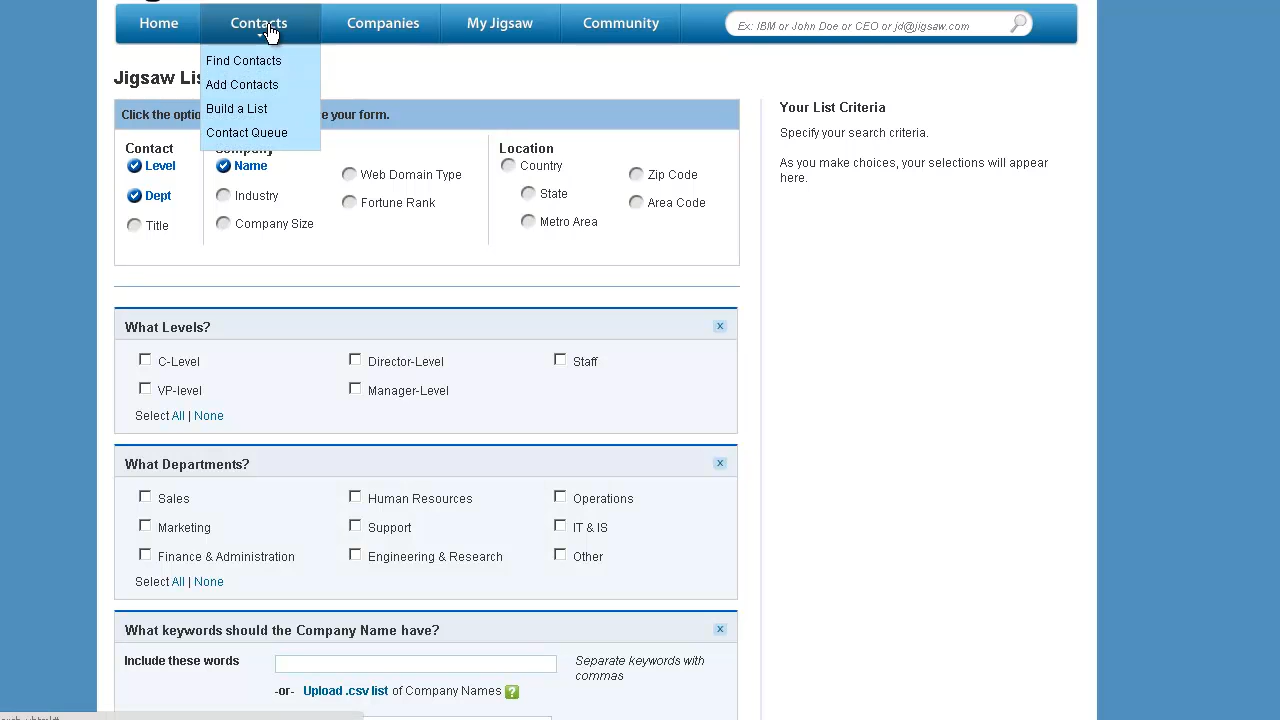 Home
Contacts
Companies
My Jigsaw
Community
Ex: IBM or John Doe or CEO or jd@jigsaw.com
Find Contacts
Add Contacts
Build a List
Contact Queue
Jigsaw Lis
Click the optio
e your form.
Contact
Level
Dept
Title
Company
Name
Industry
Company Size
Web Domain Type
Fortune Rank
Location
Country
State
Metro Area
Zip Code
Area Code
Your List Criteria
Specify your search criteria.
As you make choices, your selections will appear
here.
What Levels?
x
C-Level
Director-Level
Staff
VP-level
Manager-Level
Select All | None
What Departments?
x
Sales
Human Resources
Operations
Marketing
Support
IT & IS
Finance & Administration
Engineering & Research
Other
Select All | None
What keywords should the Company Name have?
x
Include these words
Separate keywords with
commas
-or- Upload .csv list of Company Names ?